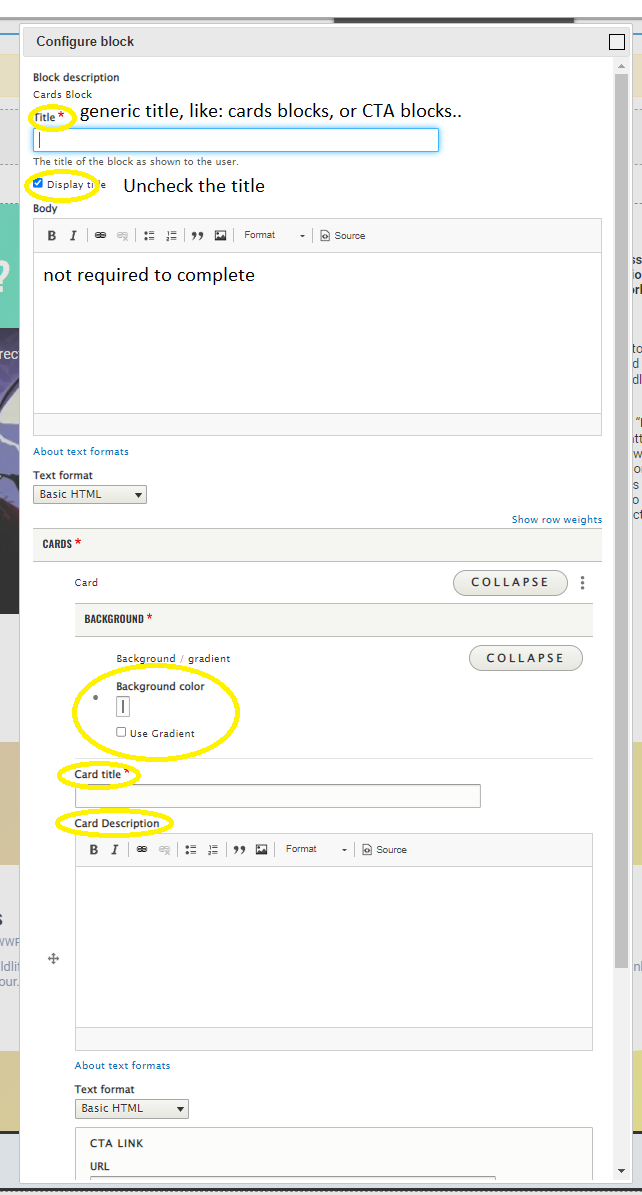 Configure block
Block description
Cards Block
Title * generic title, like: cards blocks, or CTA blocks..
The title of the block as shown to the user.
Display title Uncheck the title
Body
B I Format Source
not required to complete
About text formats
Text format
Basic HTML
Show row weights
CARDS *
Card COLLAPSE
BACKGROUND *
Background / gradient COLLAPSE
Background color
Use Gradient
Card title *
Card Description
B I Format Source
About text formats
Text format
Basic HTML
CTA LINK
URL